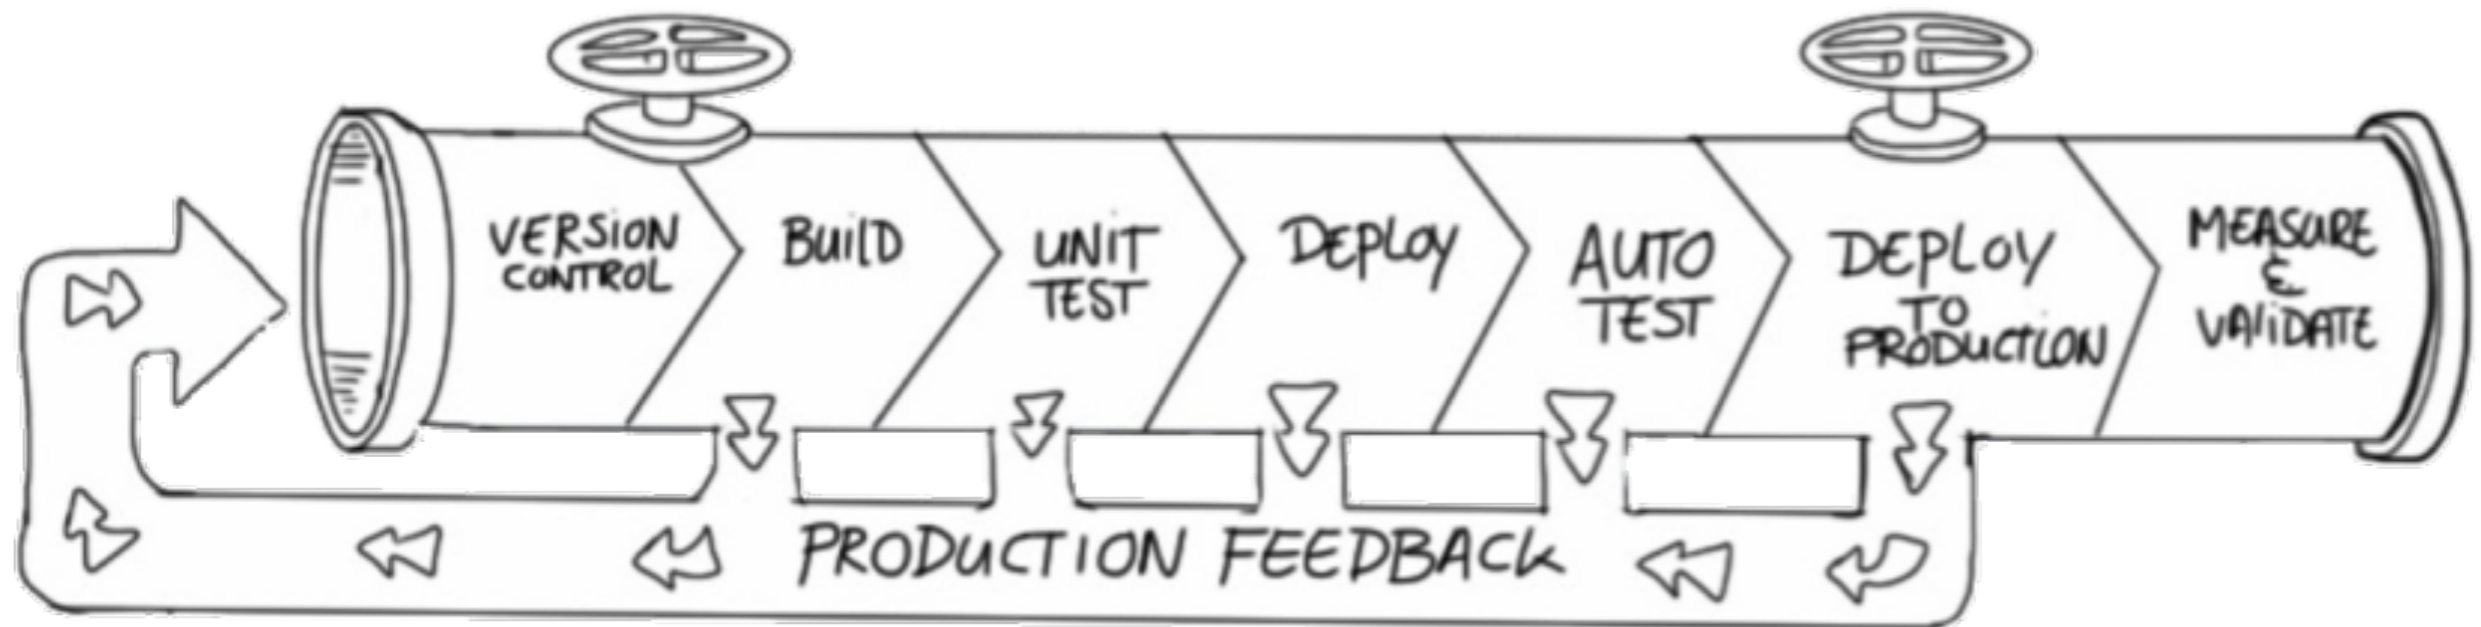 VERSION
CONTROL
BUILD
UNIT
TEST
DEPLOY
AUTO
TEST
DEPLOY
TO
PRODUCTION
MEASURE
&
VALIDATE
PRODUCTION FEEDBACK